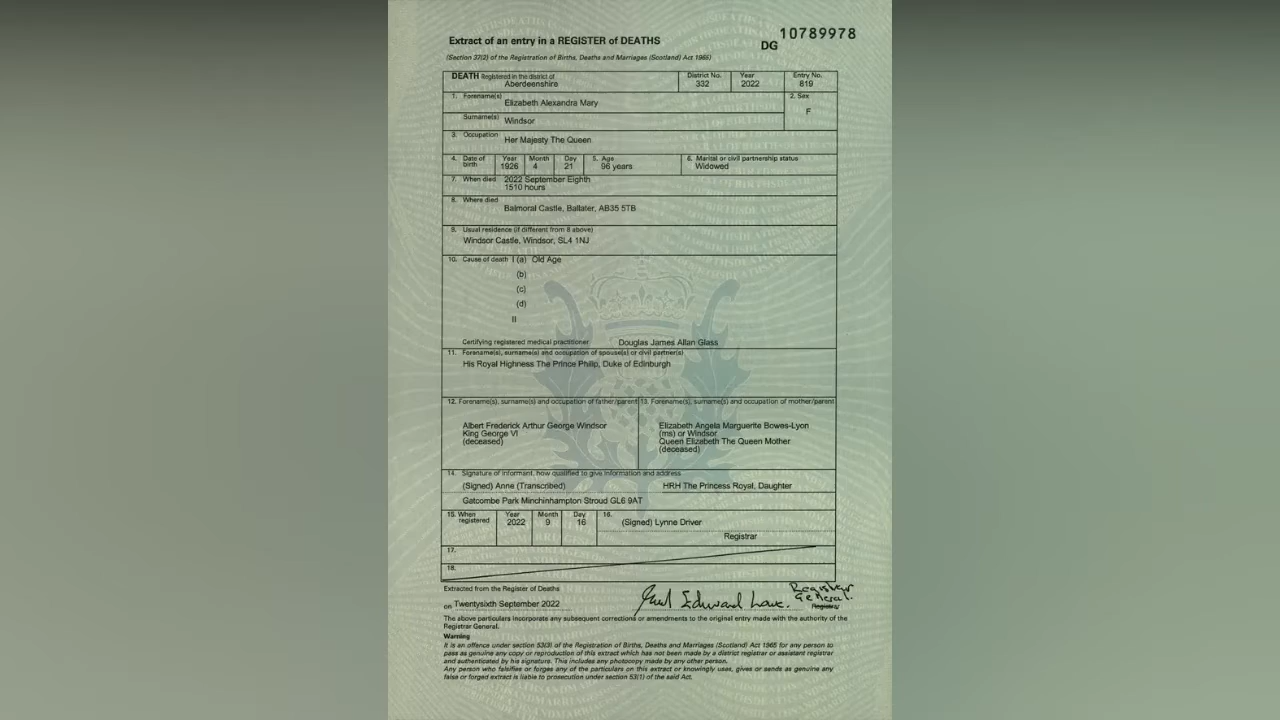 10789978
Extract of an entry in a REGISTER of DEATHS
DG
(Section 37(2) of the Registration of Births, Deaths and Marriages (Scotland) Act 1965)
DEATH Registered in the district of District No. Year Entry No.
Aberdeenshire 332 2022 819
1. Forename(s) 2. Sex
Elizabeth Alexandra Mary F
Surname(s) Windsor
3. Occupation Her Majesty The Queen
4. Date of birth Year Month Day 5. Age 6. Marital or civil partnership status
1926 4 21 96 years Widowed
7. When died 2022 September Eighth
1510 hours
8. Where died
Balmoral Castle, Ballater, AB35 5TB
9. Usual residence (if different from 8 above)
Windsor Castle, Windsor, SL4 1NJ
10. Cause of death I (a) Old Age
(b)
(c)
(d)
II
Certifying registered medical practitioner Douglas James Allan Glass
11. Forename(s), surname(s) and occupation of spouse(s) or civil partner(s)
His Royal Highness The Prince Philip, Duke of Edinburgh
12. Forename(s), surname(s) and occupation of father/parent 13. Forename(s), surname(s) and occupation of mother/parent
Albert Frederick Arthur George Windsor Elizabeth Angela Marguerite Bowes-Lyon
King George VI (ms) or Windsor
(deceased) Queen Elizabeth The Queen Mother
(deceased)
14. Signature of informant, how qualified to give information and address
(Signed) Anne (Transcribed) HRH The Princess Royal, Daughter
Gatcombe Park Minchinhampton Stroud GL6 9AT
15. When registered Year Month Day 16.
2022 9 16 (Signed) Lynne Driver
Registrar
17.
18.
Extracted from the Register of Deaths
Register
General.
on Twentysixth September 2022 Edward Registrar
The above particulars incorporate any subsequent corrections or amendments to the original entry made with the authority of the
Registrar General.
Warning
It is an offence under section 53(3) of the Registration of Births, Deaths and Marriages (Scotland) Act 1965 for any person to
pass as genuine any copy or reproduction of this extract which has not been made by a district registrar or assistant registrar
and authenticated by his signature. This includes any photocopy made by any other person.
Any person who falsifies or forges any of the particulars on this extract or knowingly uses, gives or sends as genuine any
false or forged extract is liable to prosecution under section 53(1) of the said Act.